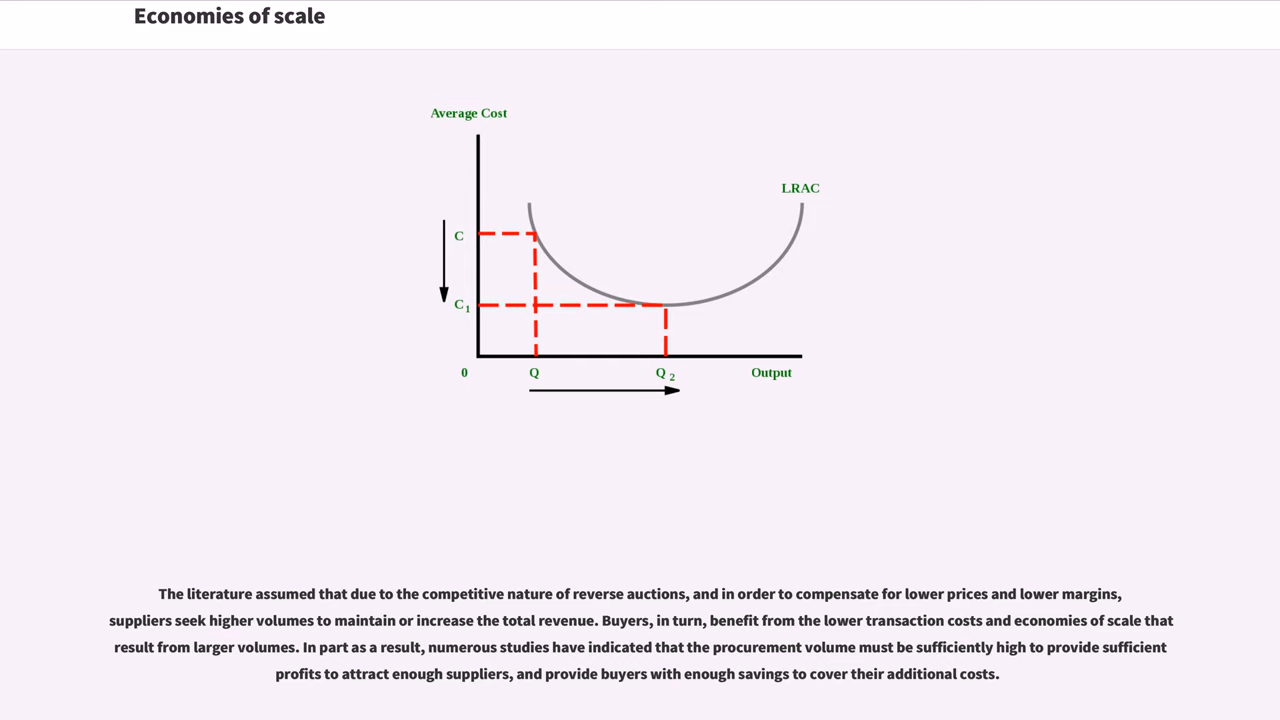 Economies of scale
Average Cost
LRAC
C
C1
0
Q
Q 2
Output
The literature assumed that due to the competitive nature of reverse auctions, and in order to compensate for lower prices and lower margins,
suppliers seek higher volumes to maintain or increase the total revenue. Buyers, in turn, benefit from the lower transaction costs and economies of scale that
result from larger volumes. In part as a result, numerous studies have indicated that the procurement volume must be sufficiently high to provide sufficient
profits to attract enough suppliers, and provide buyers with enough savings to cover their additional costs.